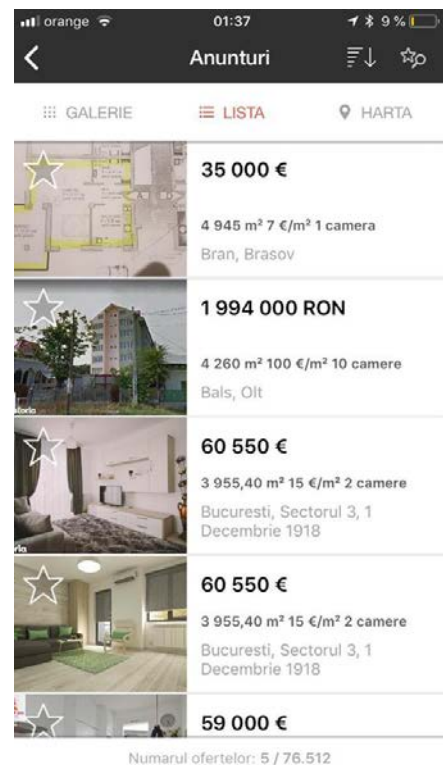 orange 01:37 9 %
Anunturi
GALERIE LISTA HARTA
35 000 €
4 945 m² 7 €/m² 1 camera
Bran, Brasov
1 994 000 RON
4 260 m² 100 €/m² 10 camere
Bals, Olt
60 550 €
3 955,40 m² 15 €/m² 2 camere
Bucuresti, Sectorul 3, 1
Decembrie 1918
60 550 €
3 955,40 m² 15 €/m² 2 camere
Bucuresti, Sectorul 3, 1
Decembrie 1918
59 000 €
Numarul ofertelor: 5 / 76.512